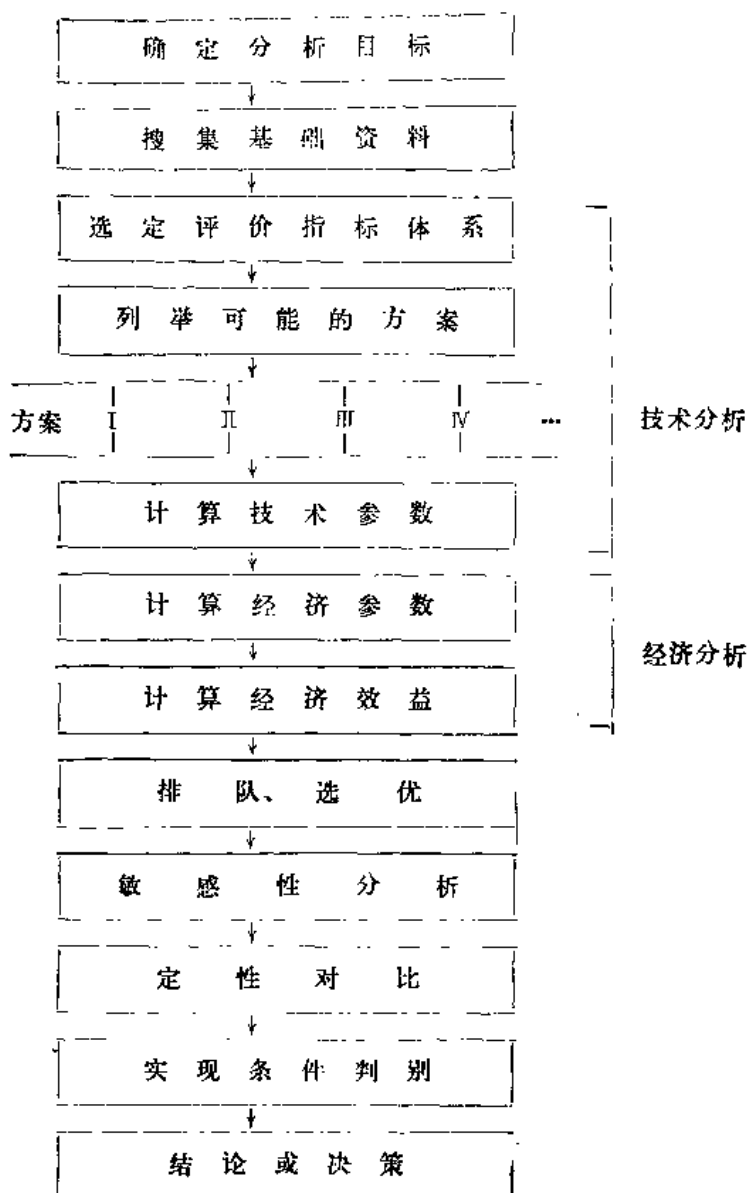 确定分析目标
搜集基础资料
选定评价指标体系
列举可能的方案
方案 Ⅰ Ⅱ Ⅲ Ⅳ …
技术分析
计算技术参数
计算经济参数
经济分析
计算经济效益
排队、选优
敏感性分析
定性对比
实现条件判别
结论或决策